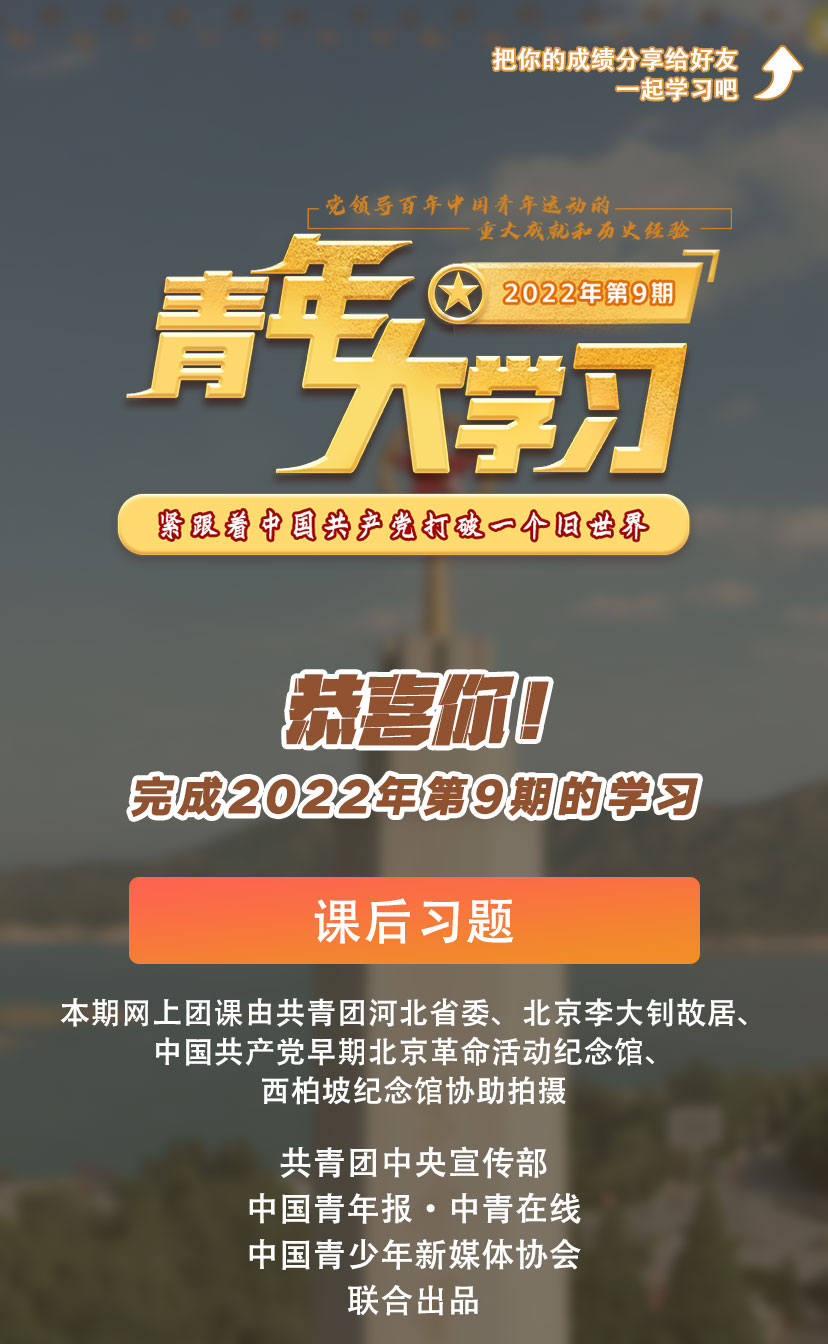 把你的成绩分享给好友
一起学习吧
党领导百年中国青年运动的
重大成就和历史经验
青年大学习
2022年第9期
紧跟着中国共产党打破一个旧世界
恭喜你!
完成2022年第9期的学习
课后习题
本期网上团课由共青团河北省委、北京李大钊故居、
中国共产党早期北京革命活动纪念馆、
西柏坡纪念馆协助拍摄
共青团中央宣传部
中国青年报·中青在线
中国青少年新媒体协会
联合出品